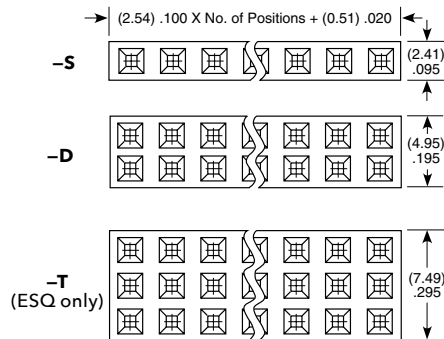 (2.54) .100 X No. of Positions + (0.51) .020
–S
(2.41)
.095
–D
(4.95)
.195
–T
(ESQ only)
(7.49)
.295